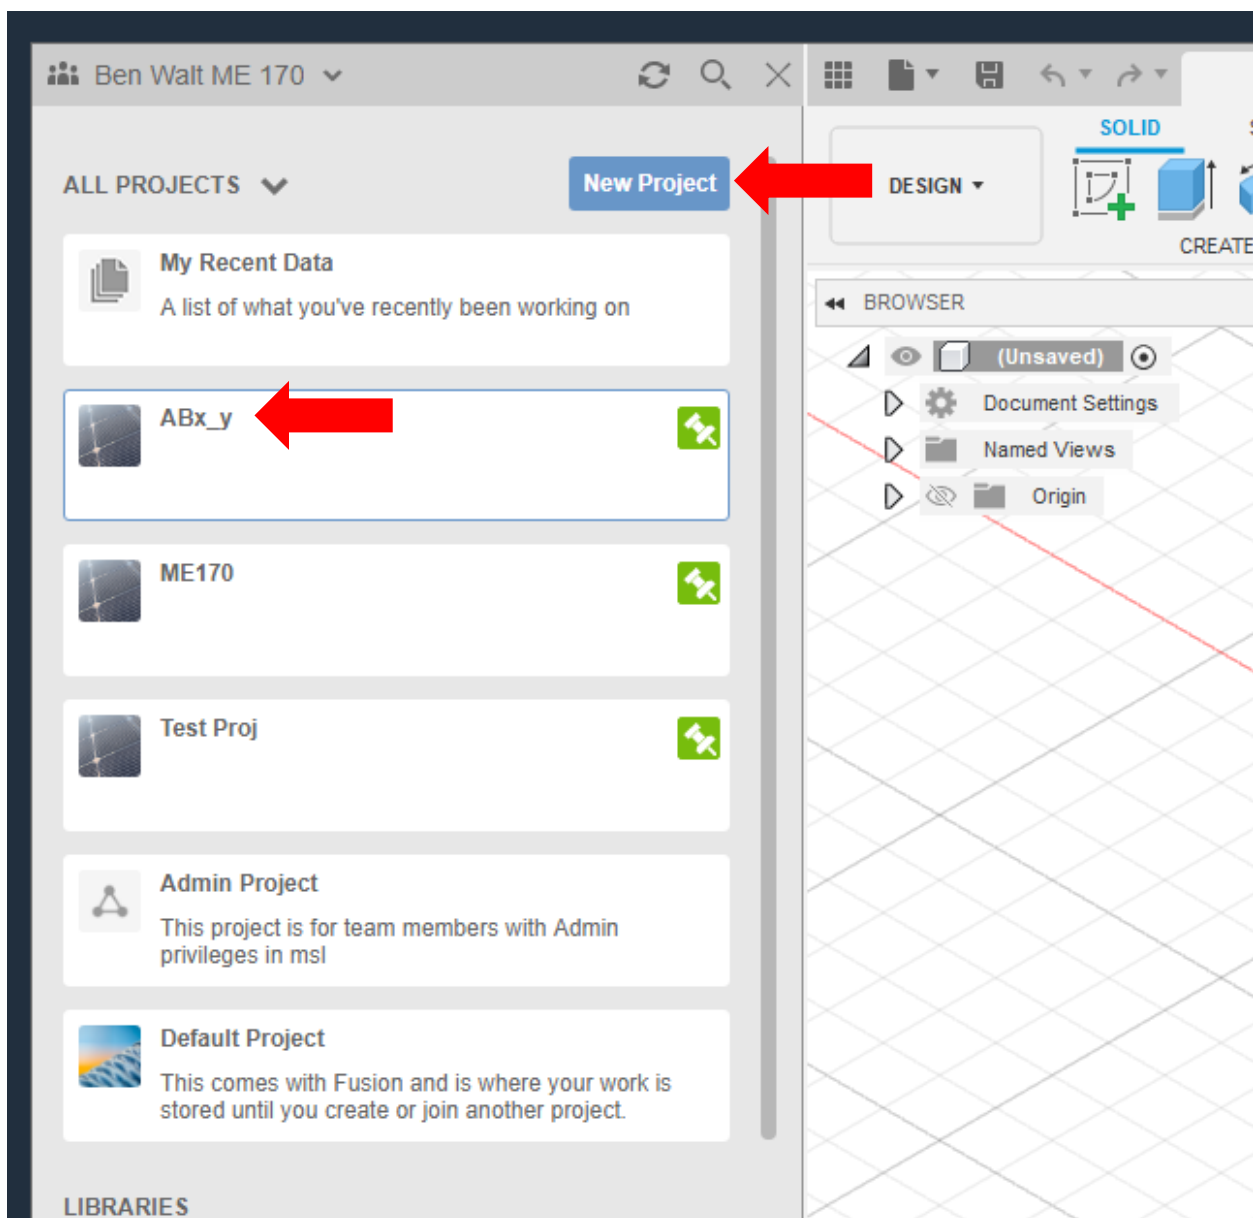 Ben Walt ME 170
ALL PROJECTS
New Project
My Recent Data
A list of what you've recently been working on
ABx_y
ME170
Test Proj
Admin Project
This project is for team members with Admin
privileges in msl
Default Project
This comes with Fusion and is where your work is
stored until you create or join another project.
LIBRARIES
SOLID
DESIGN
CREATE
BROWSER
(Unsaved)
Document Settings
Named Views
Origin